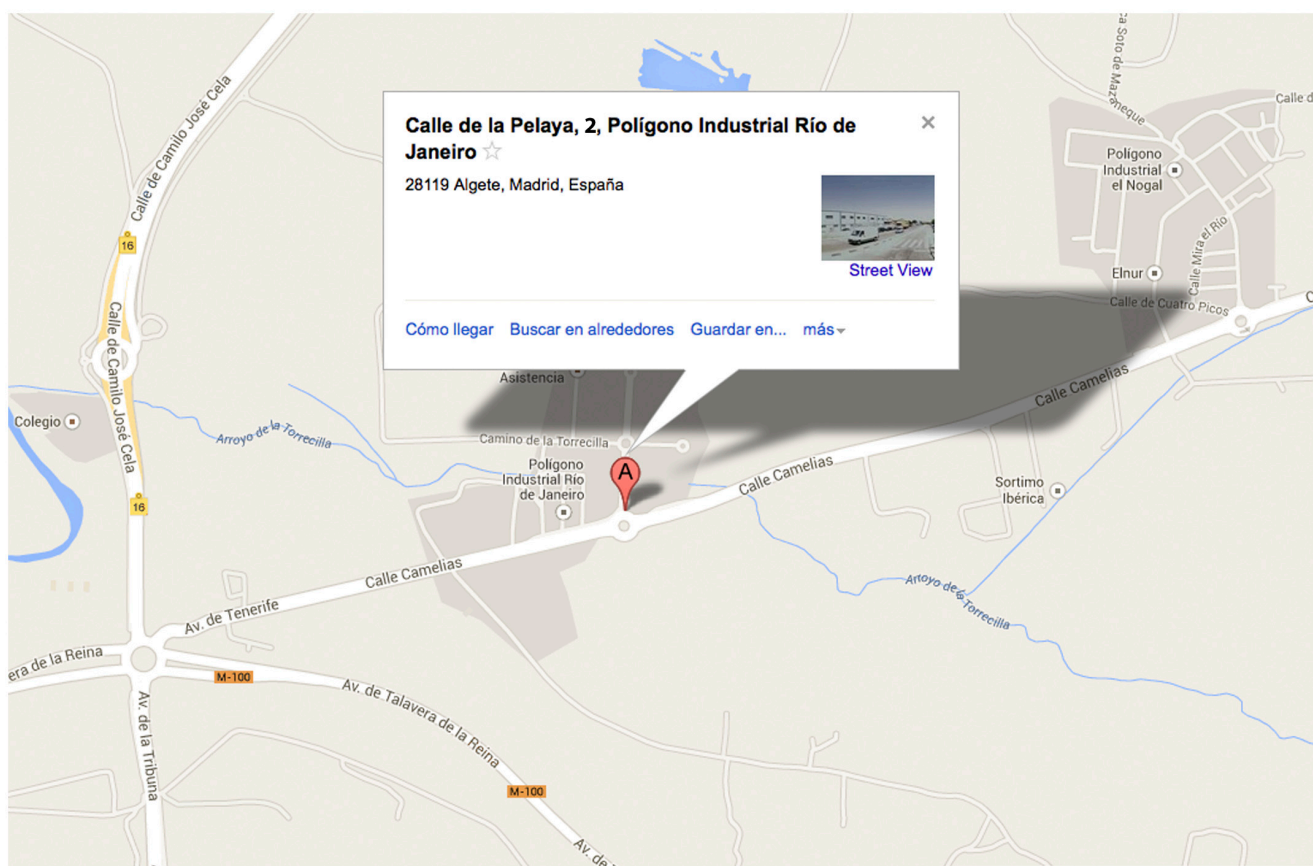 Calle de la Pelaya, 2, Polígono Industrial Río de
Janeiro
28119 Algete, Madrid, España
Street View
Cómo llegar Buscar en alrededores Guardar en... más
Calle de Camilo José Cela
16
Calle de Camilo José Cela
16
Colegio
Arroyo de la Torrecilla
Asistencia
Camino de la Torrecilla
Polígono
Industrial Río
de Janeiro
A
Calle Camelias
Calle Camelias
Calle Camelias
Calle de Cuatro Picos
Calle Mira el Río
Elnur
Polígono
Industrial
el Nogal
Soto de
Calle d
Sortimo
Ibérica
Arroyo de la Torrecilla
Av. de Tenerife
era de la Reina
M-100
Av. de Talavera de la Reina
M-100
Av. de la Tribuna
Av. de